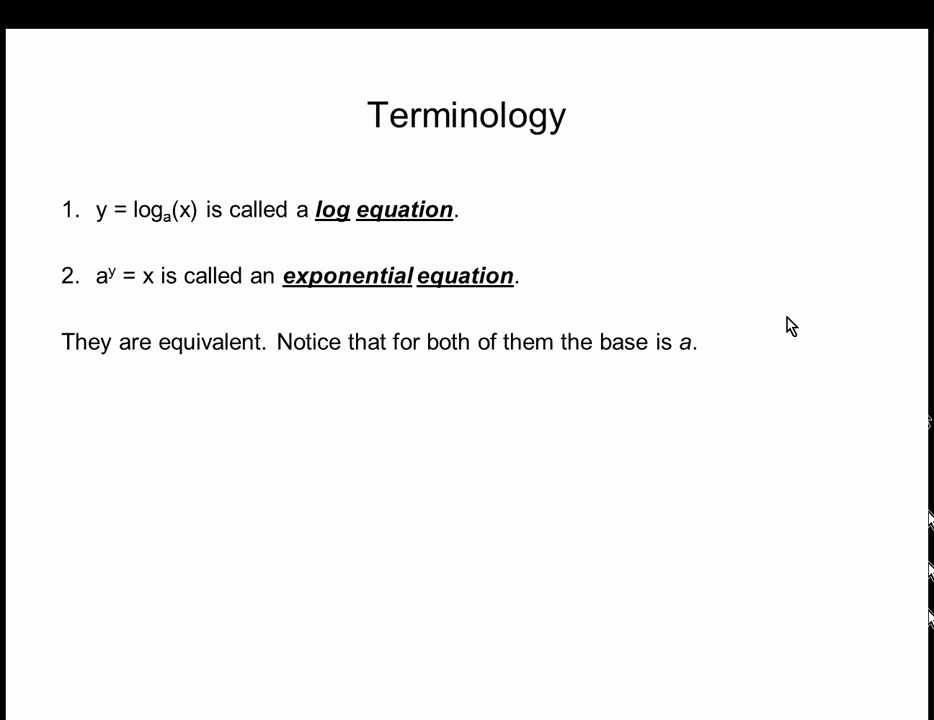 Terminology
1. y = logₐ(x) is called a log equation.
2. aʸ = x is called an exponential equation.
They are equivalent. Notice that for both of them the base is a.